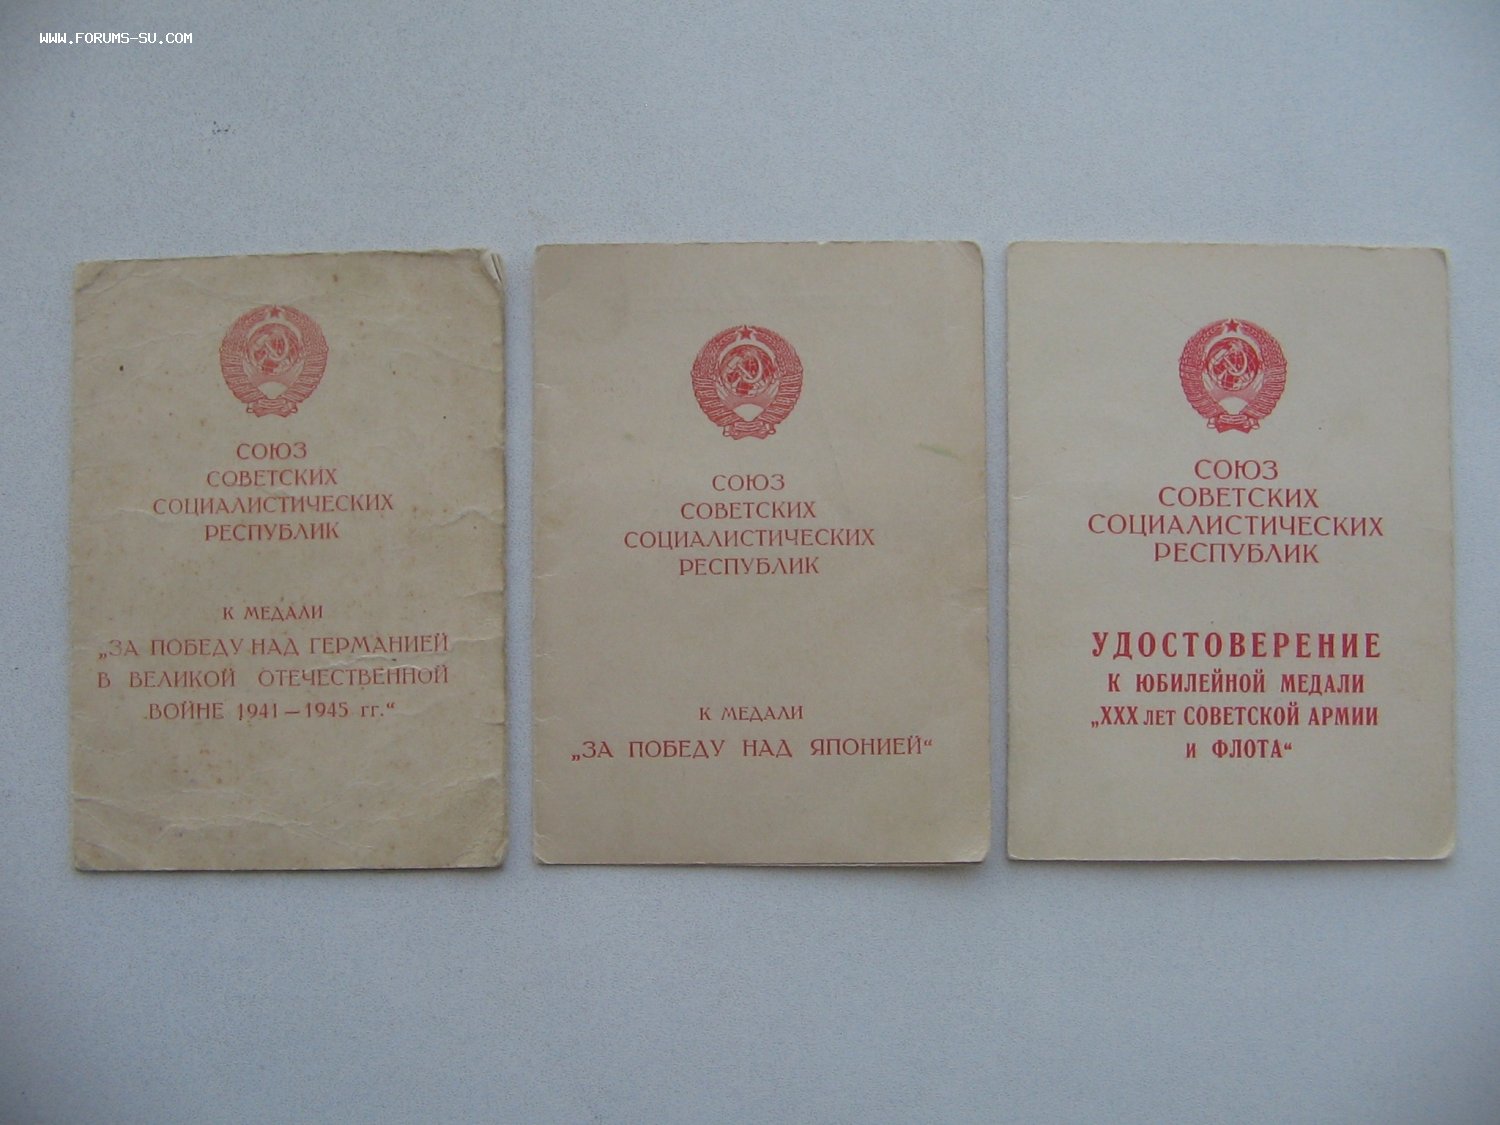 WWW.FORUMS-SU.COM
СОЮЗ
СОВЕТСКИХ
СОЦИАЛИСТИЧЕСКИХ
РЕСПУБЛИК
К МЕДАЛИ
„ЗА ПОБЕДУ НАД ГЕРМАНИЕЙ
В ВЕЛИКОЙ ОТЕЧЕСТВЕННОЙ
ВОЙНЕ 1941 — 1945 гг.“
СОЮЗ
СОВЕТСКИХ
СОЦИАЛИСТИЧЕСКИХ
РЕСПУБЛИК
К МЕДАЛИ
„ЗА ПОБЕДУ НАД ЯПОНИЕЙ“
СОЮЗ
СОВЕТСКИХ
СОЦИАЛИСТИЧЕСКИХ
РЕСПУБЛИК
УДОСТОВЕРЕНИЕ
К ЮБИЛЕЙНОЙ МЕДАЛИ
„XXX ЛЕТ СОВЕТСКОЙ АРМИИ
И ФЛОТА“